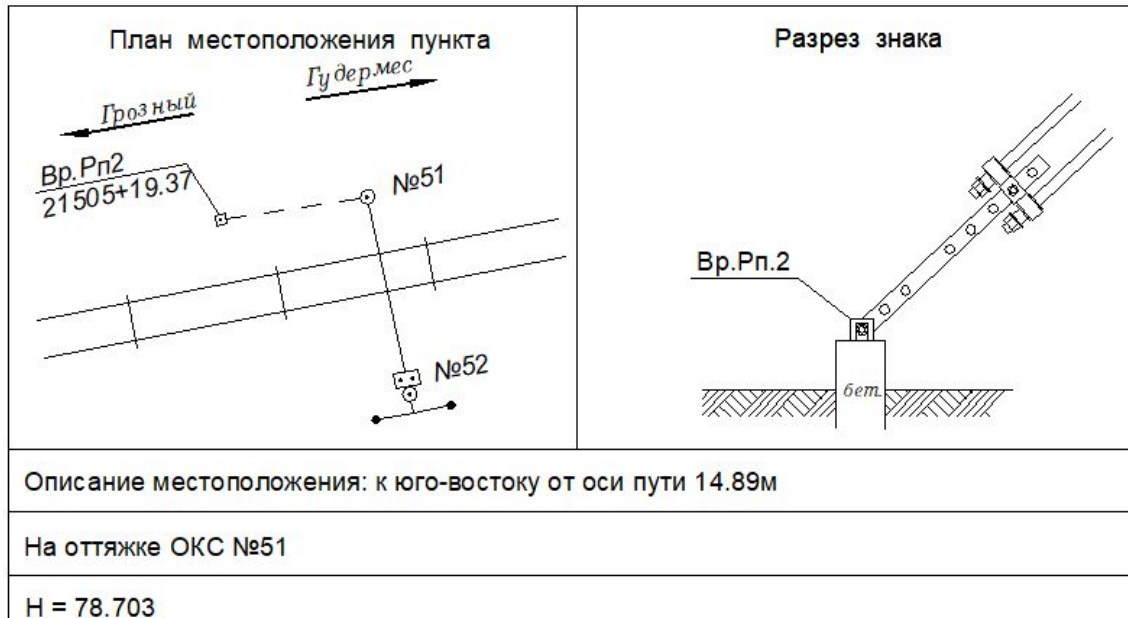 План местоположения пункта
Гудермес
Грозный
Вр.Рп2
21505+19.37
№51
№52
Разрез знака
Вр.Рп.2
бет.
Описание местоположения: к юго-востоку от оси пути 14.89м
На оттяжке ОКС №51
Н = 78.703